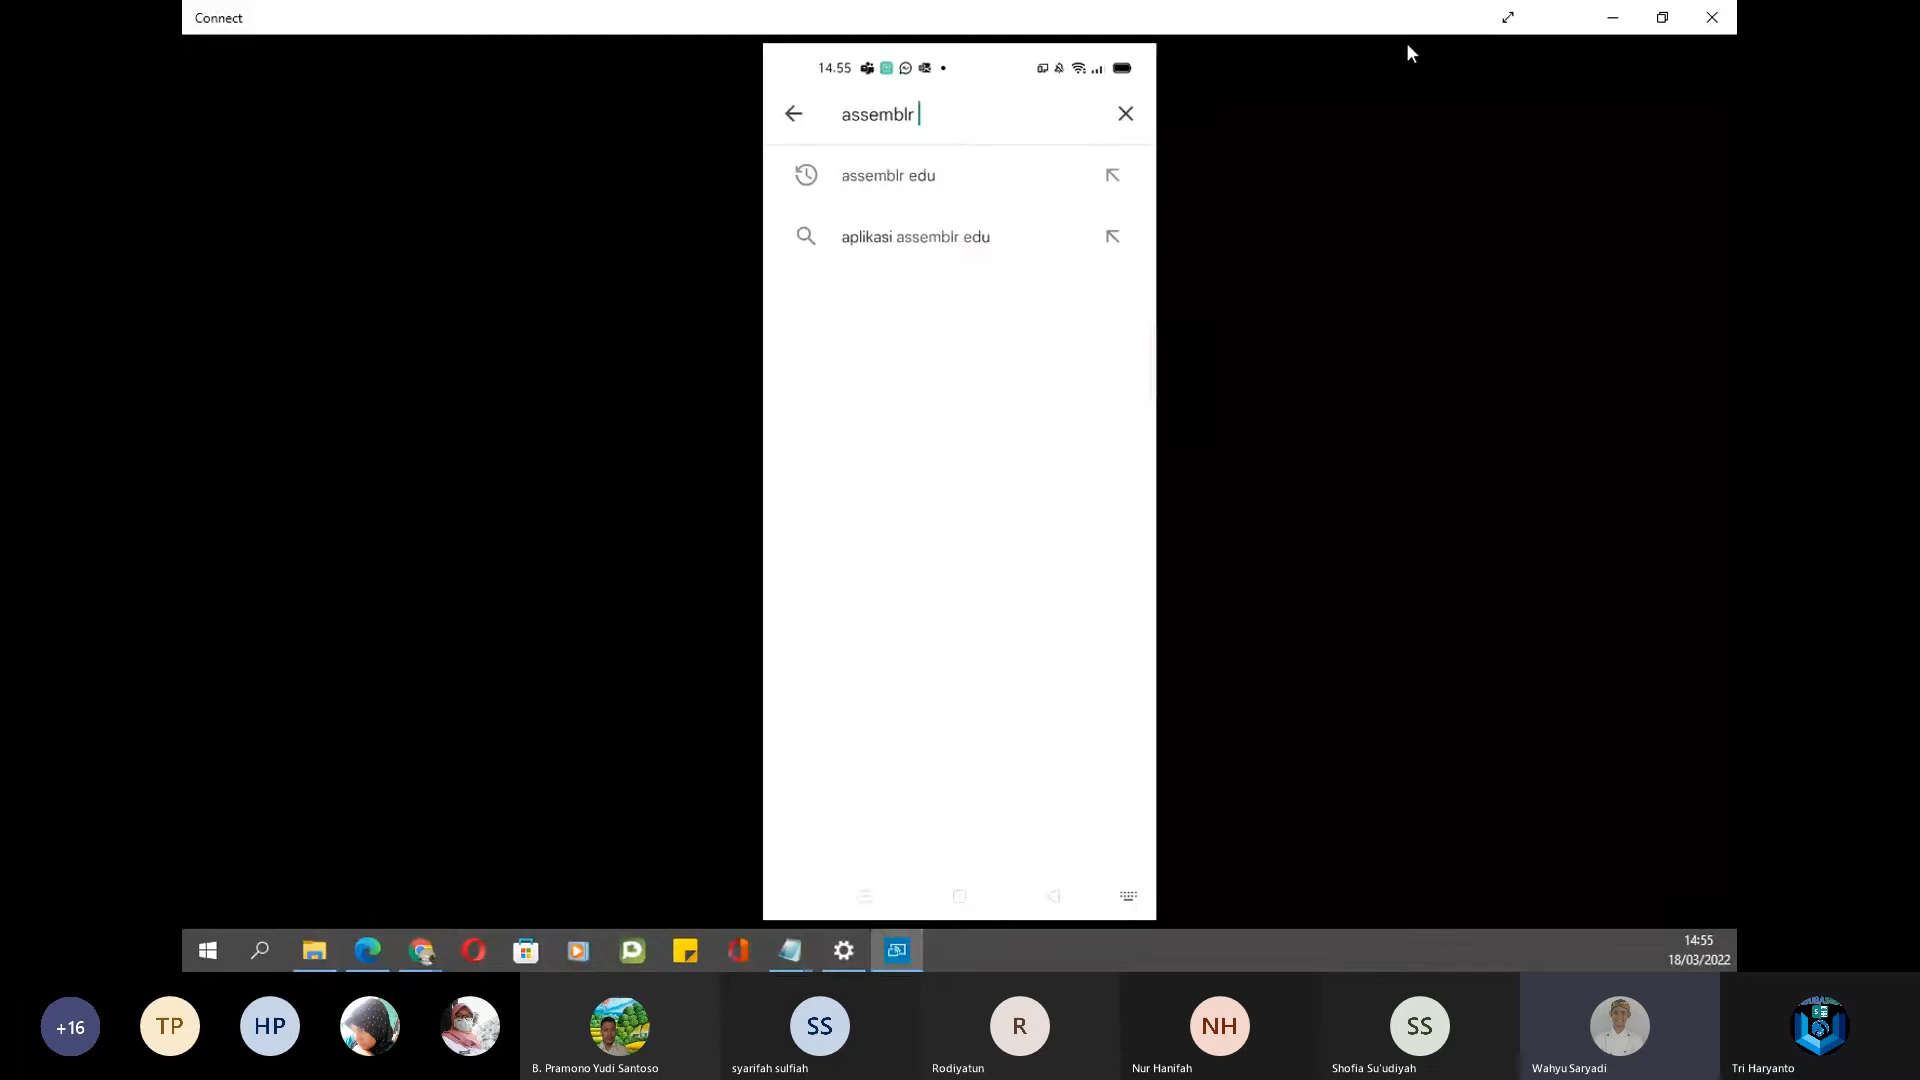 Connect
14.55
assemblr
assemblr edu
aplikasi assemblr edu
14:55
18/03/2022
+16
TP
HP
SS
R
NH
SS
B. Pramono Yudi Santoso
syarifah sulfiah
Rodiyatun
Nur Hanifah
Shofia Su'udiyah
Wahyu Saryadi
Tri Haryanto